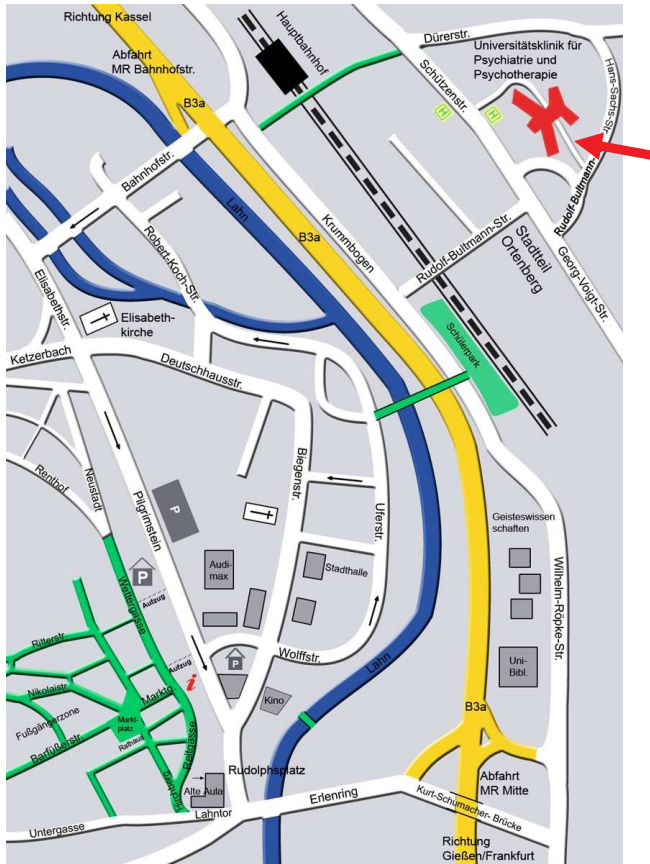 Richtung Kassel
Abfahrt
MR Bahnhofstr.
B3a
Hauptbahnhof
Dürerstr.
Universitätsklinik für
Psychiatrie und
Psychotherapie
Hans-Sachs-Str.
Schützenstr.
H
H
Bahnhofstr.
Lahn
Rudolf-Bultmann-
Krummbogen
B3a
Rudolf-Bultmann-Str.
Stadtteil
Ortenberg
Georg-Voigt-Str.
Robert-Koch-Str.
Elisabethstr.
Elisabeth-
kirche
Ketzerbach
Deutschhausstr.
Schülerpark
Renthof
Neustadt
Pilgrimstein
P
Biegenstr.
Uferstr.
Geisteswissen
schaften
Wilhelm-Röpke-Str.
Audi-
max
Stadthalle
P
Wettergasse
Aufzug
Aufzug
Ritterstr
Nikolaistr
Marktg.
i
P
Wolffstr.
Lahn
Uni-
Bibl.
Fußgängerzone
Markt-
platz
Kino
B3a
Barfüßerstr
Rathaus
Reitgasse
Hirschberg
Rudolphsplatz
Alte Aula
Abfahrt
MR Mitte
Erlenring
Kurt-Schumacher-Brücke
Untergasse
Lahntor
Richtung
Gießen/Frankfurt